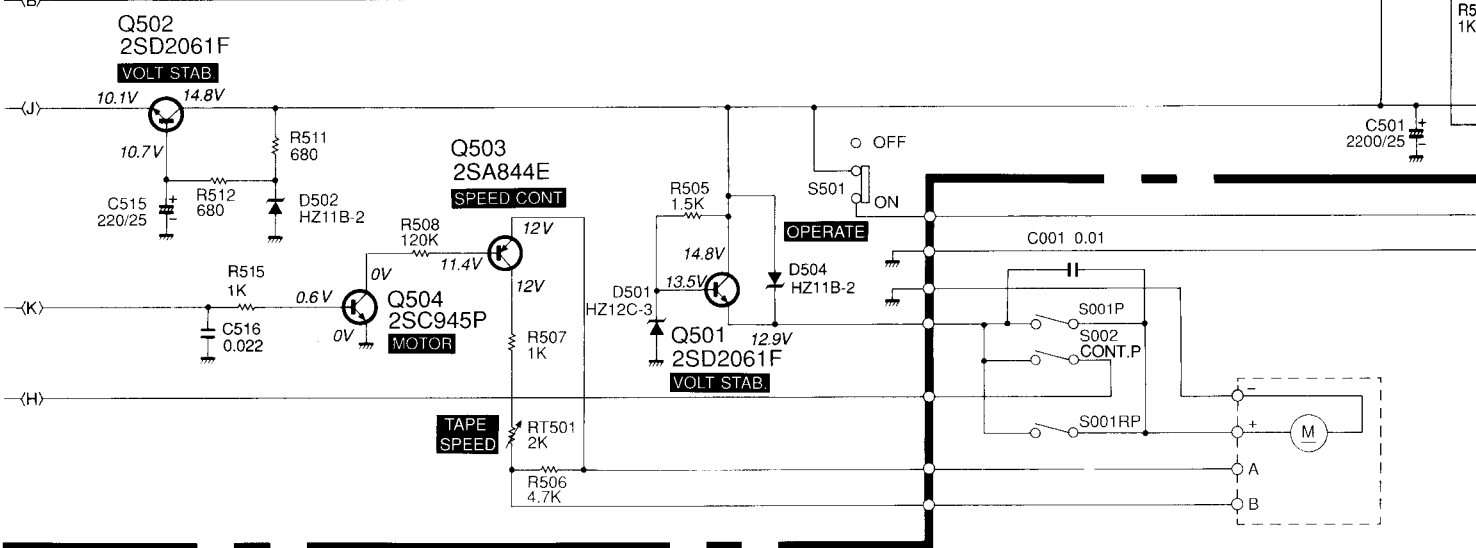 ⟨B⟩
Q502
2SD2061F
VOLT STAB.
10.1V
14.8V
⟨J⟩
10.7V
R511
680
C515
220/25
+
-
R512
680
D502
HZ11B-2
Q503
2SA844E
SPEED CONT
12V
R508
120K
11.4V
12V
0V
R515
1K
⟨K⟩
0.6V
C516
0.022
0V
Q504
2SC945P
MOTOR
R507
1K
⟨H⟩
TAPE
SPEED
RT501
2K
R506
4.7K
R505
1.5K
14.8V
13.5V
D501
HZ12C-3
Q501
2SD2061F
VOLT STAB.
12.9V
D504
HZ11B-2
OFF
S501
ON
OPERATE
C501
2200/25
+
-
R5
1K
C001 0.01
S001P
S002
CONT.P
S001RP
-
+
M
A
B